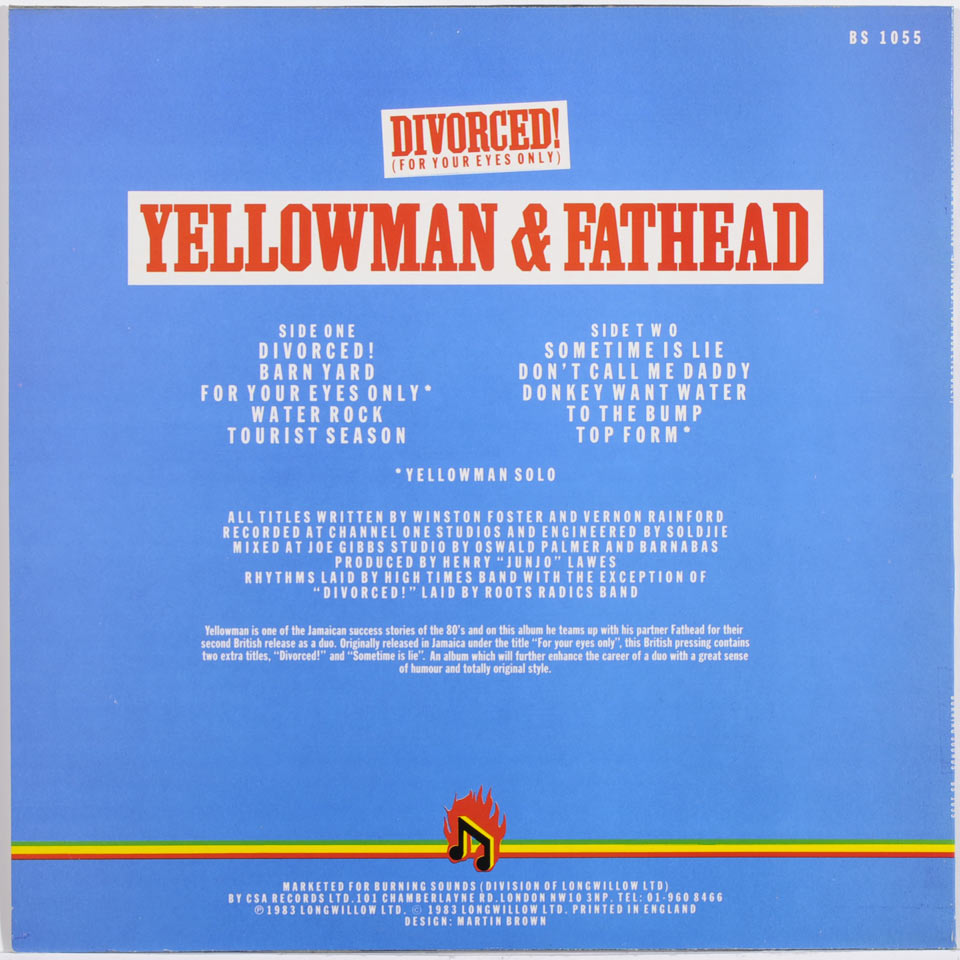 BS 1055
DIVORCED!
(FOR YOUR EYES ONLY)
YELLOWMAN & FATHEAD
SIDE ONE
DIVORCED!
BARN YARD
FOR YOUR EYES ONLY*
WATER ROCK
TOURIST SEASON
SIDE TWO
SOMETIME IS LIE
DON'T CALL ME DADDY
DONKEY WANT WATER
TO THE BUMP
TOP FORM*
*YELLOWMAN SOLO
ALL TITLES WRITTEN BY WINSTON FOSTER AND VERNON RAINFORD
RECORDED AT CHANNEL ONE STUDIOS AND ENGINEERED BY SOLDJIE
MIXED AT JOE GIBBS STUDIO BY OSWALD PALMER AND BARNABAS
PRODUCED BY HENRY "JUNJO" LAWES
RHYTHMS LAID BY HIGH TIMES BAND WITH THE EXCEPTION OF
"DIVORCED!" LAID BY ROOTS RADICS BAND
Yellowman is one of the Jamaican success stories of the 80's and on this album he teams up with his partner Fathead for their
second British release as a duo. Originally released in Jamaica under the title "For your eyes only", this British pressing contains
two extra titles, "Divorced!" and "Sometime is lie". An album which will further enhance the career of a duo with a great sense
of humour and totally original style.
MARKETED FOR BURNING SOUNDS (DIVISION OF LONGWILLOW LTD)
BY CSA RECORDS LTD. 101 CHAMBERLAYNE RD. LONDON NW10 3NP. TEL: 01-960 8466
℗ 1983 LONGWILLOW LTD. © 1983 LONGWILLOW LTD. PRINTED IN ENGLAND
DESIGN: MARTIN BROWN